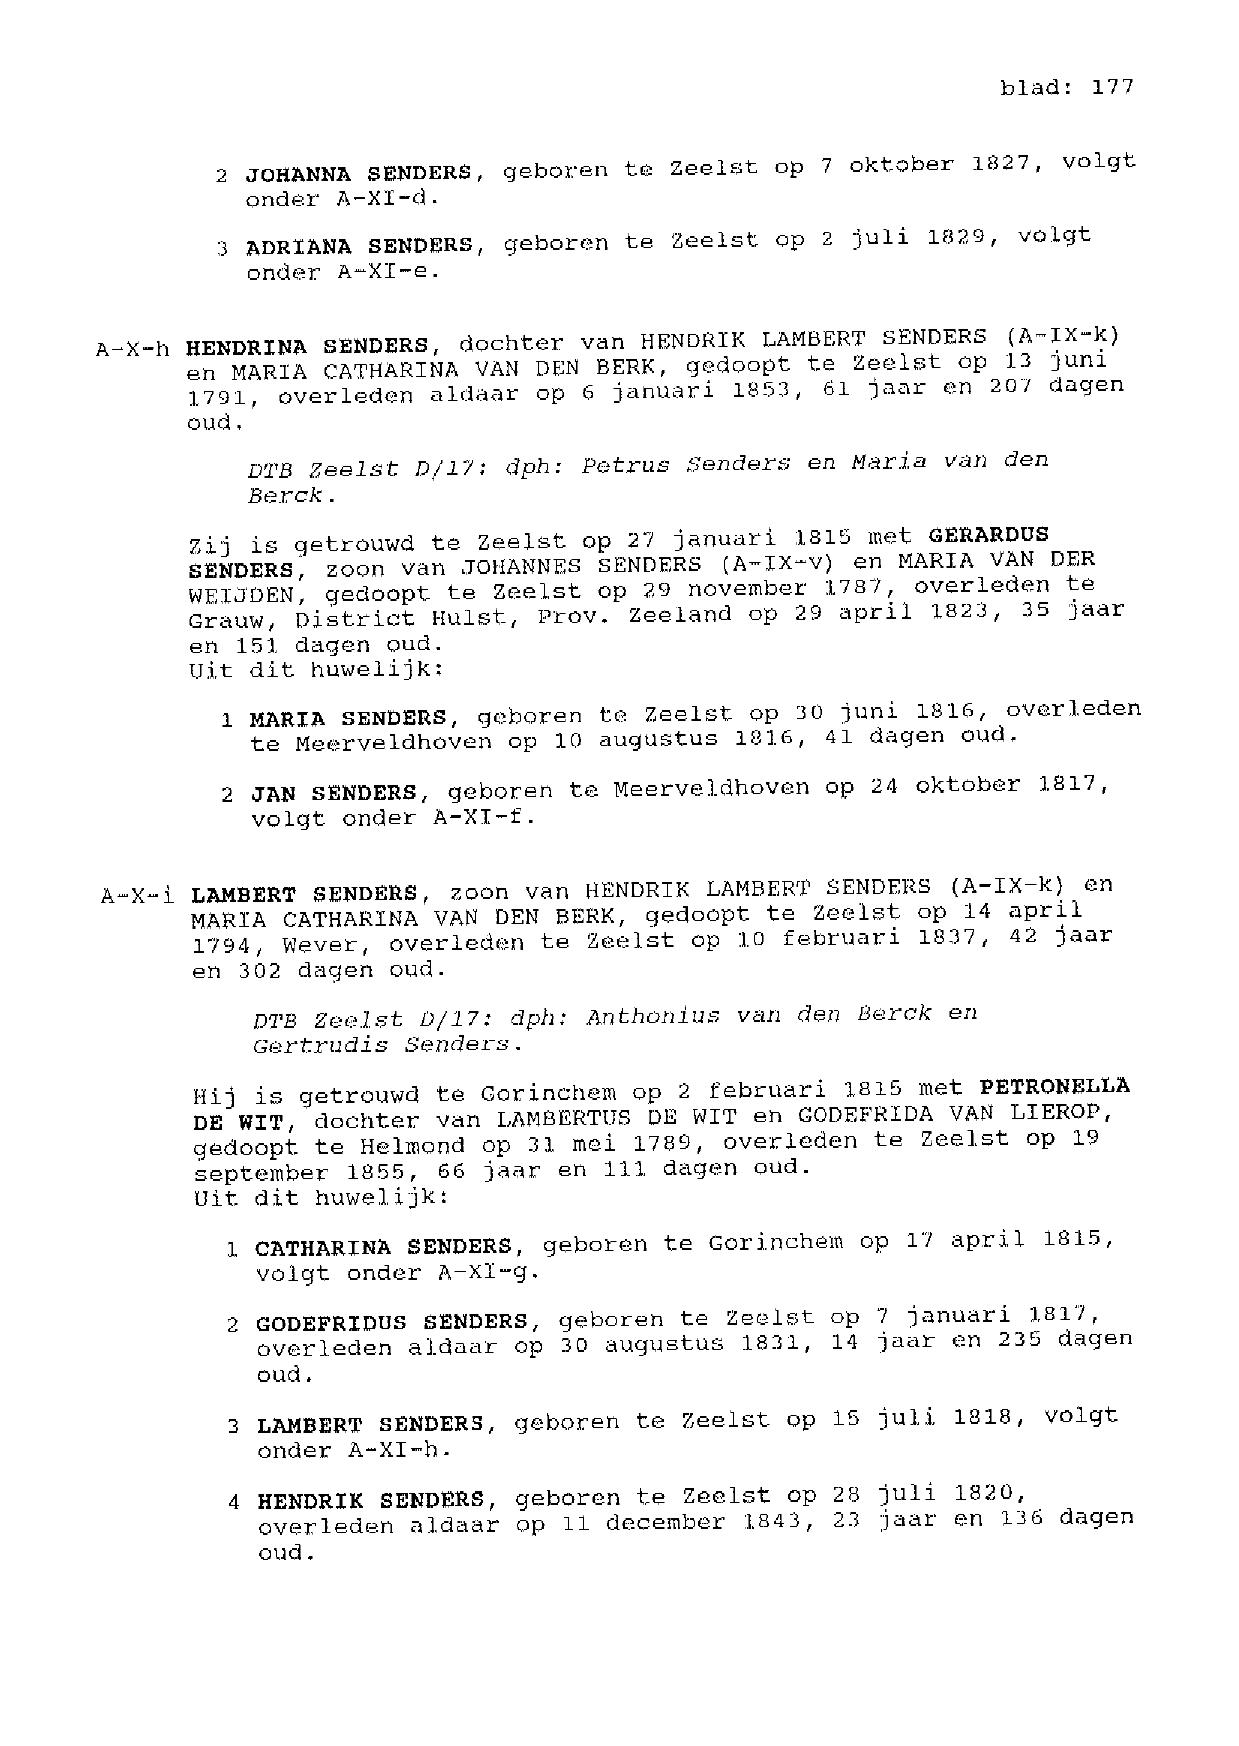 blad: 177
2 JOHANNA SENDERS, geboren te Zeelst op 7 oktober 1827, volgt
onder A-XI-d.
3 ADRIANA SENDERS, geboren te Zeelst op 2 juli 1829, volgt
onder A-XI-e.
A-X-h HENDRINA SENDERS, dochter van HENDRIK LAMBERT SENDERS (A-IX-k)
en MARIA CATHARINA VAN DEN BERK, gedoopt te Zeelst op 13 juni
1791, overleden aldaar op 6 januari 1853, 61 jaar en 207 dagen
oud.
DTB Zeelst D/17: dph: Petrus Senders en Maria van den
Berck.
Zij is getrouwd te Zeelst op 27 januari 1815 met GERARDUS
SENDERS, zoon van JOHANNES SENDERS (A-IX-v) en MARIA VAN DER
WEIJDEN, gedoopt te Zeelst op 29 november 1787, overleden te
Grauw, District Hulst, Prov. Zeeland op 29 april 1823, 35 jaar
en 151 dagen oud.
Uit dit huwelijk:
1 MARIA SENDERS, geboren te Zeelst op 30 juni 1816, overleden
te Meerveldhoven op 10 augustus 1816, 41 dagen oud.
2 JAN SENDERS, geboren te Meerveldhoven op 24 oktober 1817,
volgt onder A-XI-f.
A-X-i LAMBERT SENDERS, zoon van HENDRIK LAMBERT SENDERS (A-IX-k) en
MARIA CATHARINA VAN DEN BERK, gedoopt te Zeelst op 14 april
1794, Wever, overleden te Zeelst op 10 februari 1837, 42 jaar
en 302 dagen oud.
DTB Zeelst D/17: dph: Anthonius van den Berck en
Gertrudis Senders.
Hij is getrouwd te Gorinchem op 2 februari 1815 met PETRONELLA
DE WIT, dochter van LAMBERTUS DE WIT en GODEFRIDA VAN LIEROP,
gedoopt te Helmond op 31 mei 1789, overleden te Zeelst op 19
september 1855, 66 jaar en 111 dagen oud.
Uit dit huwelijk:
1 CATHARINA SENDERS, geboren te Gorinchem op 17 april 1815,
volgt onder A-XI-g.
2 GODEFRIDUS SENDERS, geboren te Zeelst op 7 januari 1817,
overleden aldaar op 30 augustus 1831, 14 jaar en 235 dagen
oud.
3 LAMBERT SENDERS, geboren te Zeelst op 15 juli 1818, volgt
onder A-XI-h.
4 HENDRIK SENDERS, geboren te Zeelst op 28 juli 1820,
overleden aldaar op 11 december 1843, 23 jaar en 136 dagen
oud.